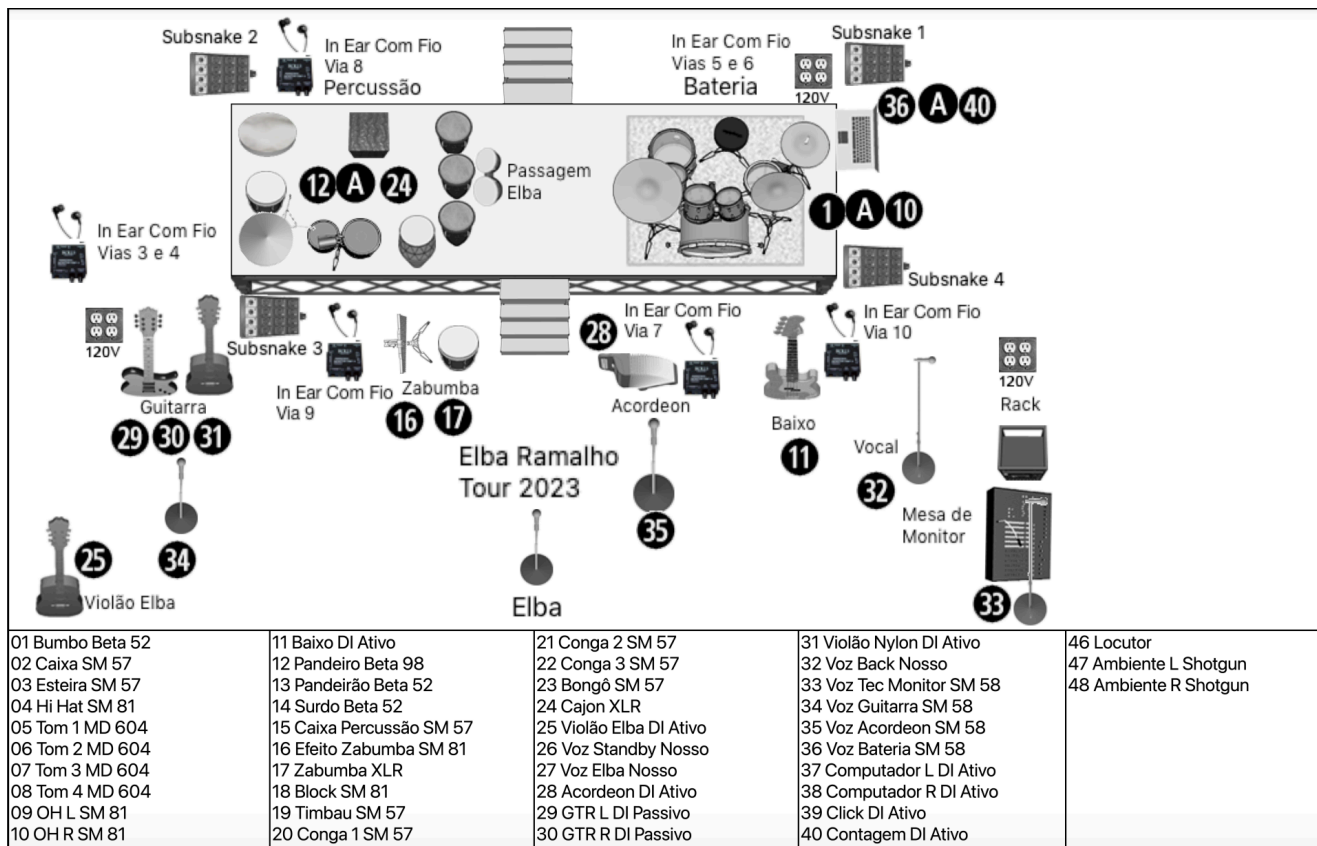 Subsnake 2
In Ear Com Fio
Via 8
Percussão
In Ear Com Fio
Vias 5 e 6
Bateria
120V
Subsnake 1
36 A 40
12 A 24
Passagem
Elba
1 A 10
In Ear Com Fio
Vias 3 e 4
Subsnake 4
120V
Guitarra
29 30 31
Subsnake 3
In Ear Com Fio
Via 9
Zabumba
16 17
28
In Ear Com Fio
Via 7
Acordeon
In Ear Com Fio
Via 10
Baixo
11
120V
Rack
Vocal
32
Elba Ramalho
Tour 2023
35
Mesa de
Monitor
33
34
25
Violão Elba
Elba
01 Bumbo Beta 52
02 Caixa SM 57
03 Esteira SM 57
04 Hi Hat SM 81
05 Tom 1 MD 604
06 Tom 2 MD 604
07 Tom 3 MD 604
08 Tom 4 MD 604
09 OH L SM 81
10 OH R SM 81
11 Baixo DI Ativo
12 Pandeiro Beta 98
13 Pandeirão Beta 52
14 Surdo Beta 52
15 Caixa Percussão SM 57
16 Efeito Zabumba SM 81
17 Zabumba XLR
18 Block SM 81
19 Timbau SM 57
20 Conga 1 SM 57
21 Conga 2 SM 57
22 Conga 3 SM 57
23 Bongô SM 57
24 Cajon XLR
25 Violão Elba DI Ativo
26 Voz Standby Nosso
27 Voz Elba Nosso
28 Acordeon DI Ativo
29 GTR L DI Passivo
30 GTR R DI Passivo
31 Violão Nylon DI Ativo
32 Voz Back Nosso
33 Voz Tec Monitor SM 58
34 Voz Guitarra SM 58
35 Voz Acordeon SM 58
36 Voz Bateria SM 58
37 Computador L DI Ativo
38 Computador R DI Ativo
39 Click DI Ativo
40 Contagem DI Ativo
46 Locutor
47 Ambiente L Shotgun
48 Ambiente R Shotgun